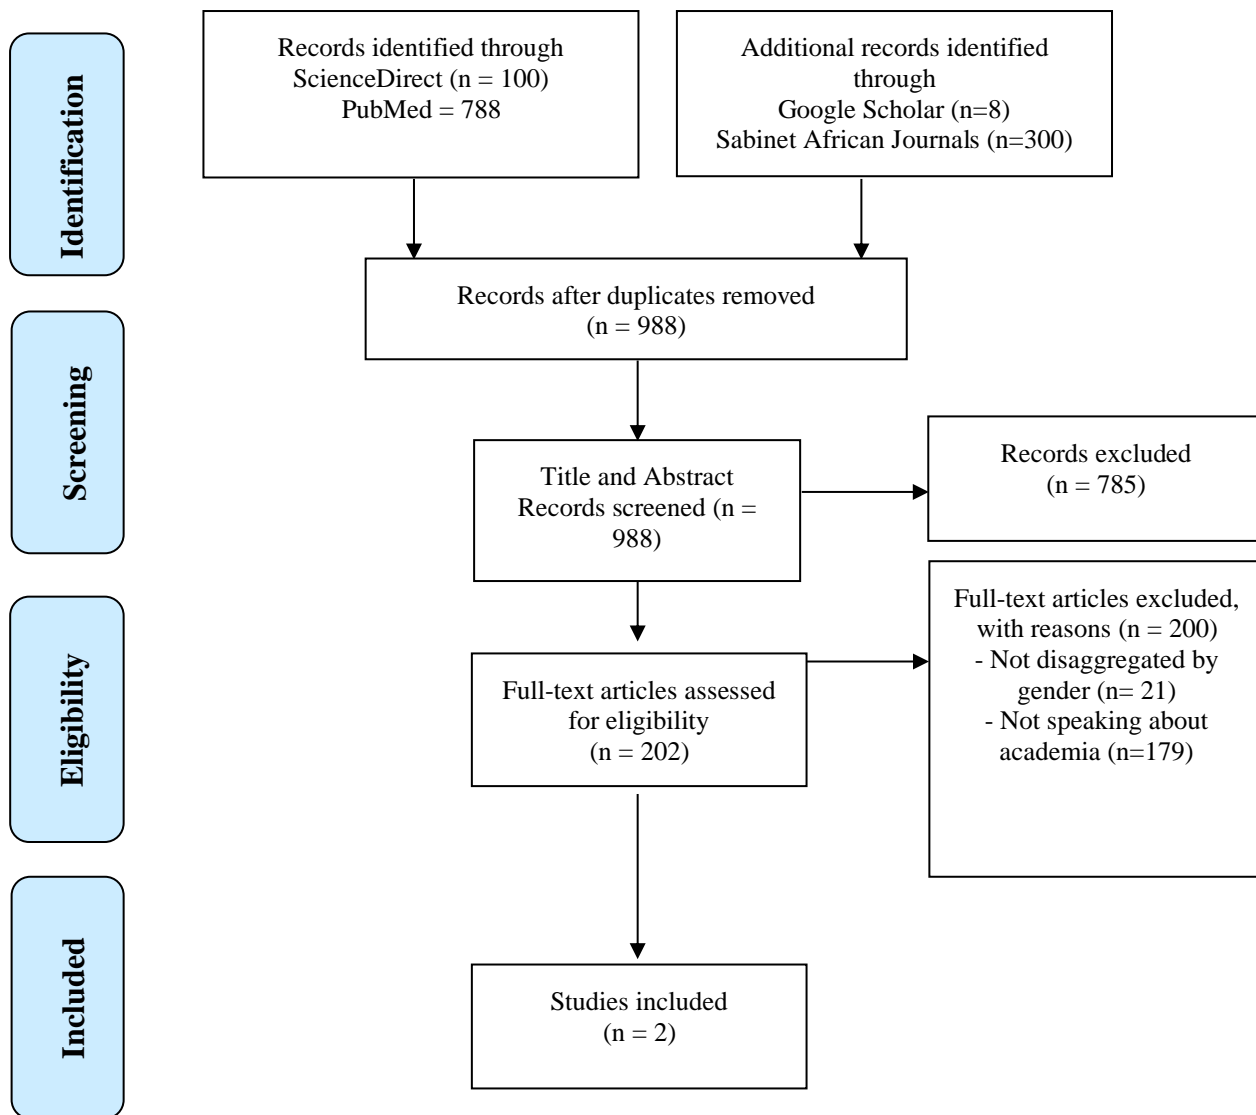 Identification
Records identified through
ScienceDirect (n = 100)
PubMed = 788
Additional records identified
through
Google Scholar (n=8)
Sabinet African Journals (n=300)
Records after duplicates removed
(n = 988)
Screening
Title and Abstract
Records screened (n =
988)
Records excluded
(n = 785)
Eligibility
Full-text articles assessed
for eligibility
(n = 202)
Full-text articles excluded,
with reasons (n = 200)
- Not disaggregated by
gender (n= 21)
- Not speaking about
academia (n=179)
Included
Studies included
(n = 2)